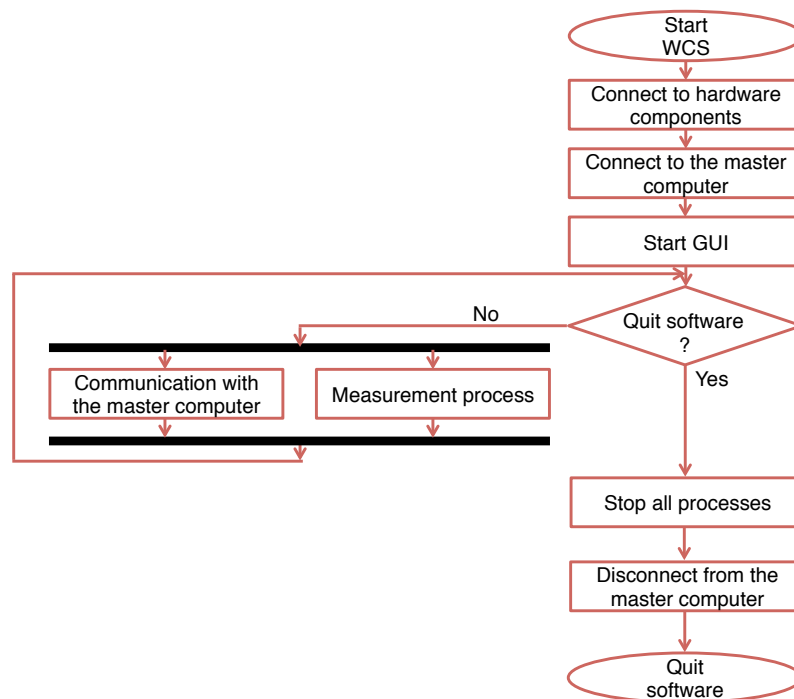 Start
WCS
Connect to hardware
components
Connect to the master
computer
Start GUI
Quit software
?
No
Yes
Communication with
the master computer
Measurement process
Stop all processes
Disconnect from the
master computer
Quit
software